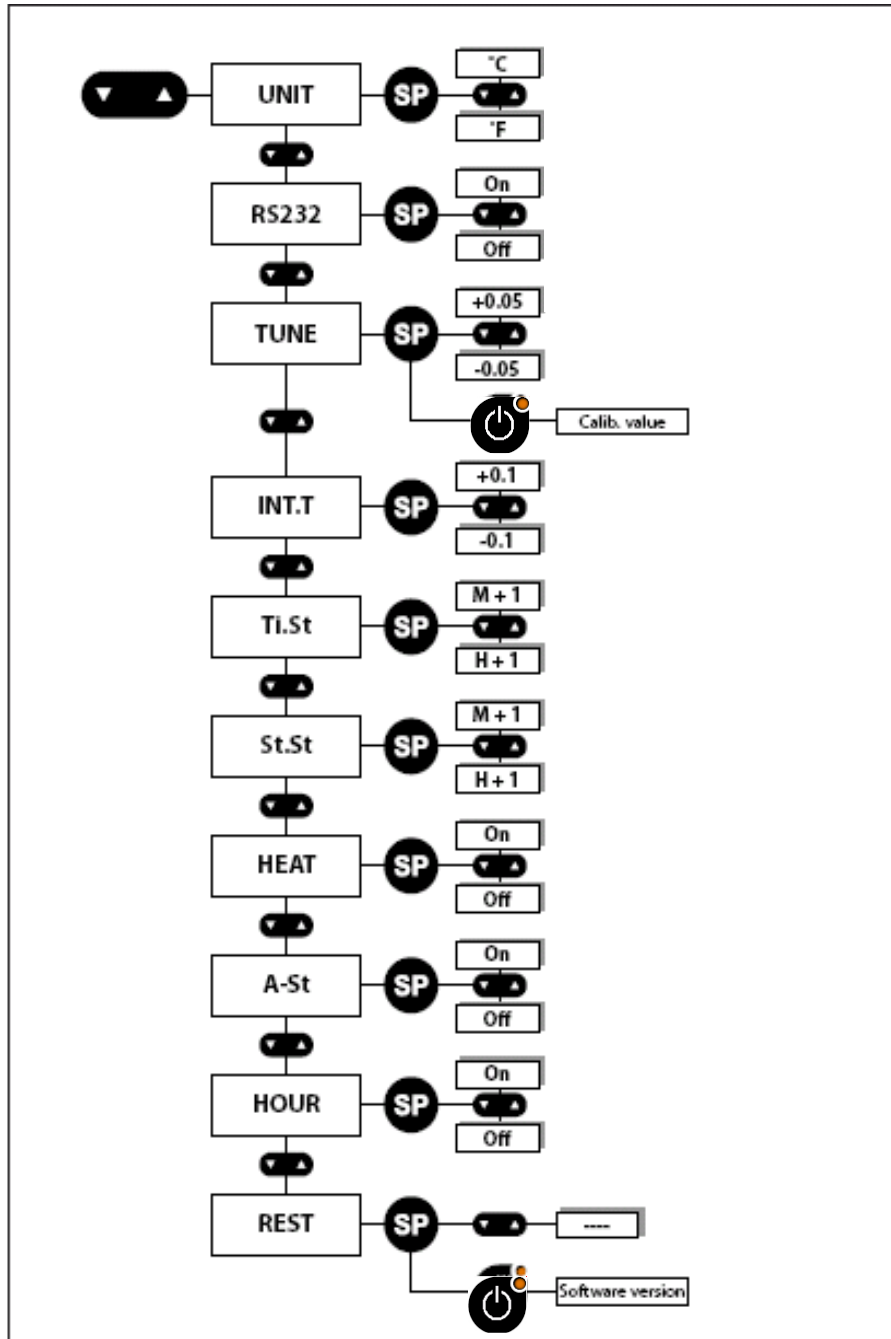 °C
UNIT
SP
°F
On
RS232
SP
Off
+0.05
TUNE
SP
-0.05
Calib. value
+0.1
INT.T
SP
-0.1
M + 1
Ti.St
SP
H + 1
M + 1
St.St
SP
H + 1
On
HEAT
SP
Off
On
A-St
SP
Off
On
HOUR
SP
Off
REST
SP
----
Software version